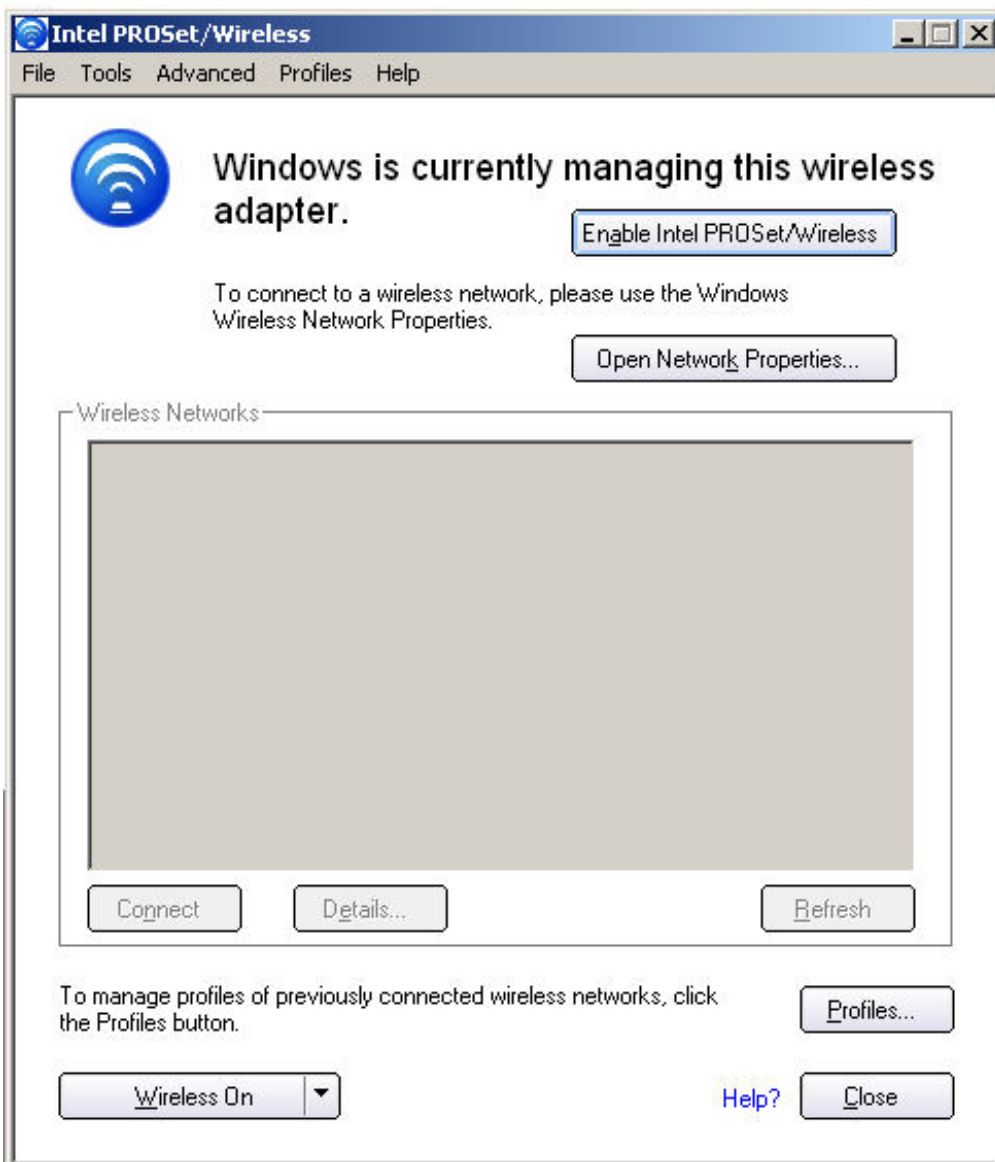 Intel PROSet/Wireless
File Tools Advanced Profiles Help
Windows is currently managing this wireless
adapter.
Enable Intel PROSet/Wireless
To connect to a wireless network, please use the Windows
Wireless Network Properties.
Open Network Properties...
Wireless Networks
Connect Details... Refresh
To manage profiles of previously connected wireless networks, click
the Profiles button.
Profiles...
Wireless On Help? Close